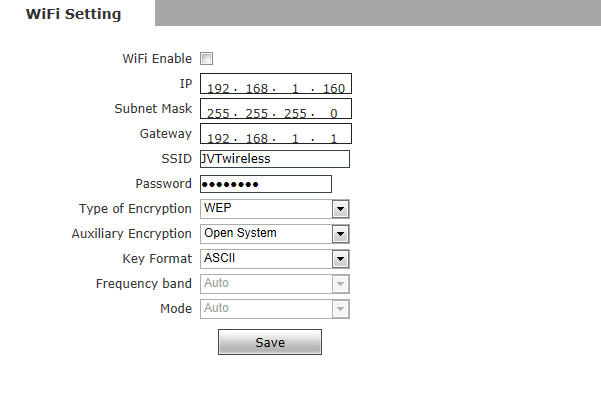 WiFi Setting
WiFi Enable
IP 192 . 168 . 1 . 160
Subnet Mask 255 . 255 . 255 . 0
Gateway 192 . 168 . 1 . 1
SSID JVTwireless
Password ●●●●●●●●
Type of Encryption WEP
Auxiliary Encryption Open System
Key Format ASCII
Frequency band Auto
Mode Auto
Save